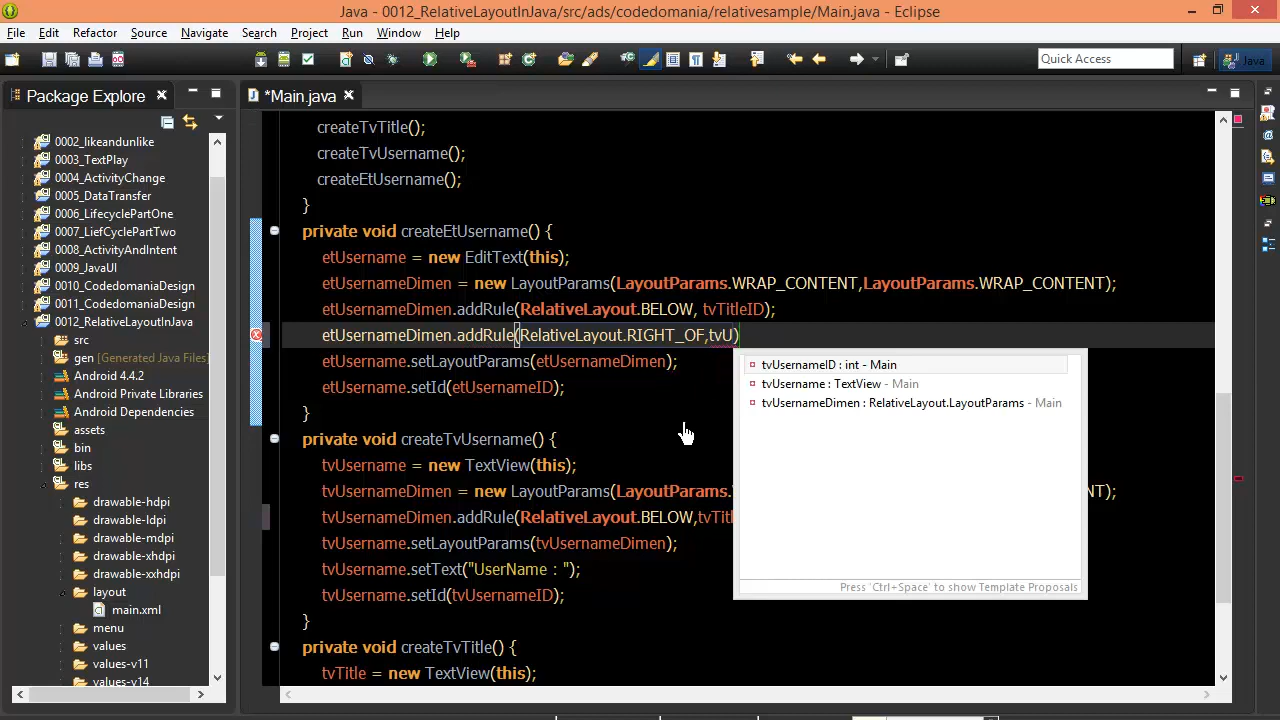 Java - 0012_RelativeLayoutInJava/src/ads/codedomania/relativesample/Main.java - Eclipse
File Edit Refactor Source Navigate Search Project Run Window Help
Quick Access
Java
Package Explore
*Main.java
0002_likeandunlike
0003_TextPlay
0004_ActivityChange
0005_DataTransfer
0006_LifecyclePartOne
0007_LiefCyclePartTwo
0008_ActivityAndIntent
0009_JavaUI
0010_CodedomaniaDesign
0011_CodedomaniaDesign
0012_RelativeLayoutInJava
src
gen [Generated Java Files]
Android 4.4.2
Android Private Libraries
Android Dependencies
assets
bin
libs
res
drawable-hdpi
drawable-ldpi
drawable-mdpi
drawable-xhdpi
drawable-xxhdpi
layout
main.xml
menu
values
values-v11
values-v14
createTvTitle();
createTvUsername();
createEtUsername();
}
private void createEtUsername() {
etUsername = new EditText(this);
etUsernameDimen = new LayoutParams(LayoutParams.WRAP_CONTENT,LayoutParams.WRAP_CONTENT);
etUsernameDimen.addRule(RelativeLayout.BELOW, tvTitleID);
etUsernameDimen.addRule(RelativeLayout.RIGHT_OF,tvU)
etUsername.setLayoutParams(etUsernameDimen);
etUsername.setId(etUsernameID);
}
private void createTvUsername() {
tvUsername = new TextView(this);
tvUsernameDimen = new LayoutParams(LayoutParams. NT);
tvUsernameDimen.addRule(RelativeLayout.BELOW,tvTitl
tvUsername.setLayoutParams(tvUsernameDimen);
tvUsername.setText("UserName : ");
tvUsername.setId(tvUsernameID);
}
private void createTvTitle() {
tvTitle = new TextView(this);
tvUsernameID : int - Main
tvUsername : TextView - Main
tvUsernameDimen : RelativeLayout.LayoutParams - Main
Press 'Ctrl+Space' to show Template Proposals